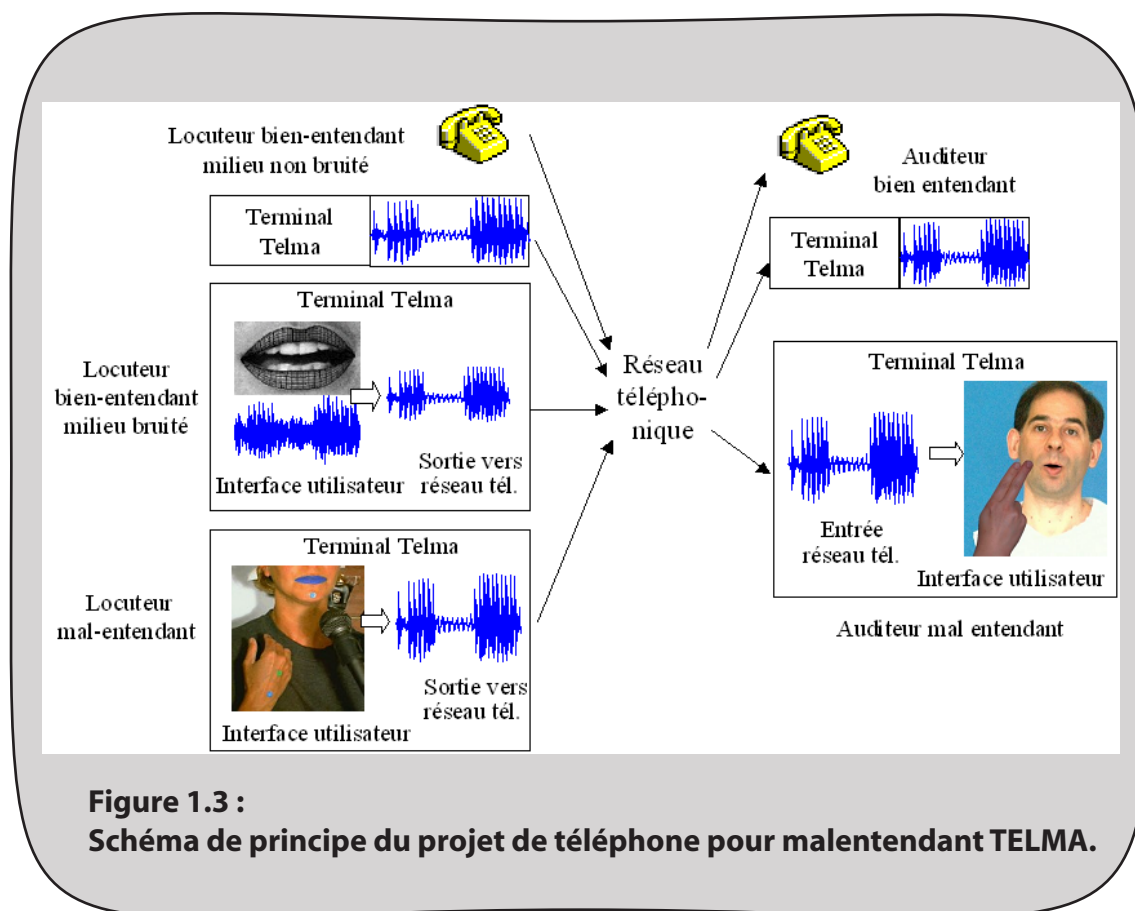 Locuteur bien-entendant
milieu non bruité
Terminal
Telma
Terminal Telma
Locuteur
bien-entendant
milieu bruité
Sortie vers
réseau tél.
Interface utilisateur
Terminal Telma
Locuteur
mal-entendant
Sortie vers
réseau tél.
Interface utilisateur
Réseau
télépho-
nique
Auditeur
bien entendant
Terminal
Telma
Terminal Telma
Entrée
réseau tél.
Interface utilisateur
Auditeur mal entendant
Figure 1.3 :
Schéma de principe du projet de téléphone pour malentendant TELMA.